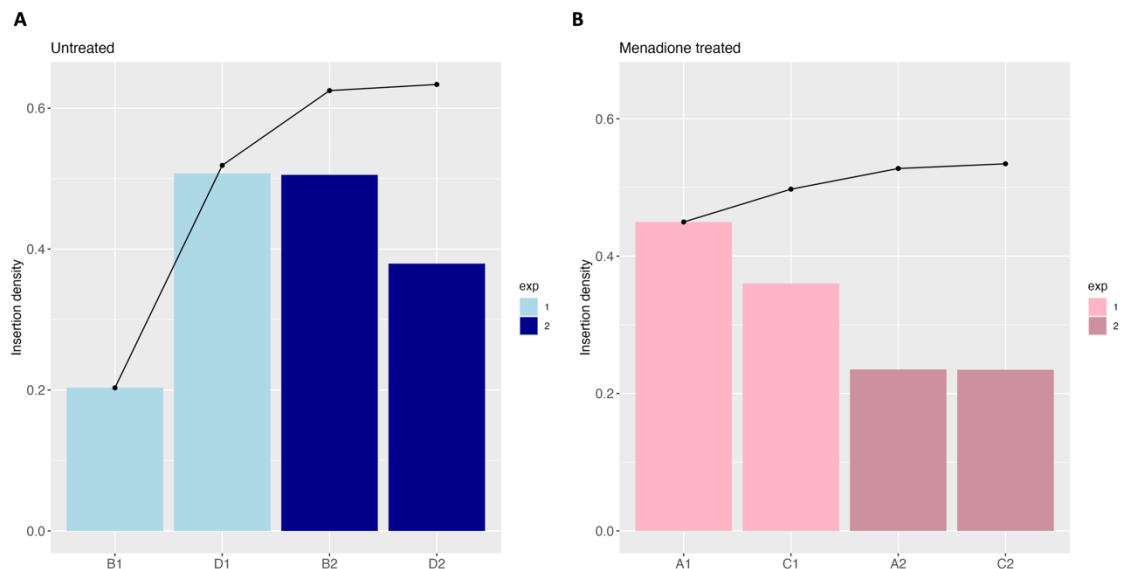 A
Untreated
Insertion density
0.6
0.4
0.2
0.0
B1 D1 B2 D2
exp
1
2
B
Menadione treated
Insertion density
0.6
0.4
0.2
0.0
A1 C1 A2 C2
exp
1
2